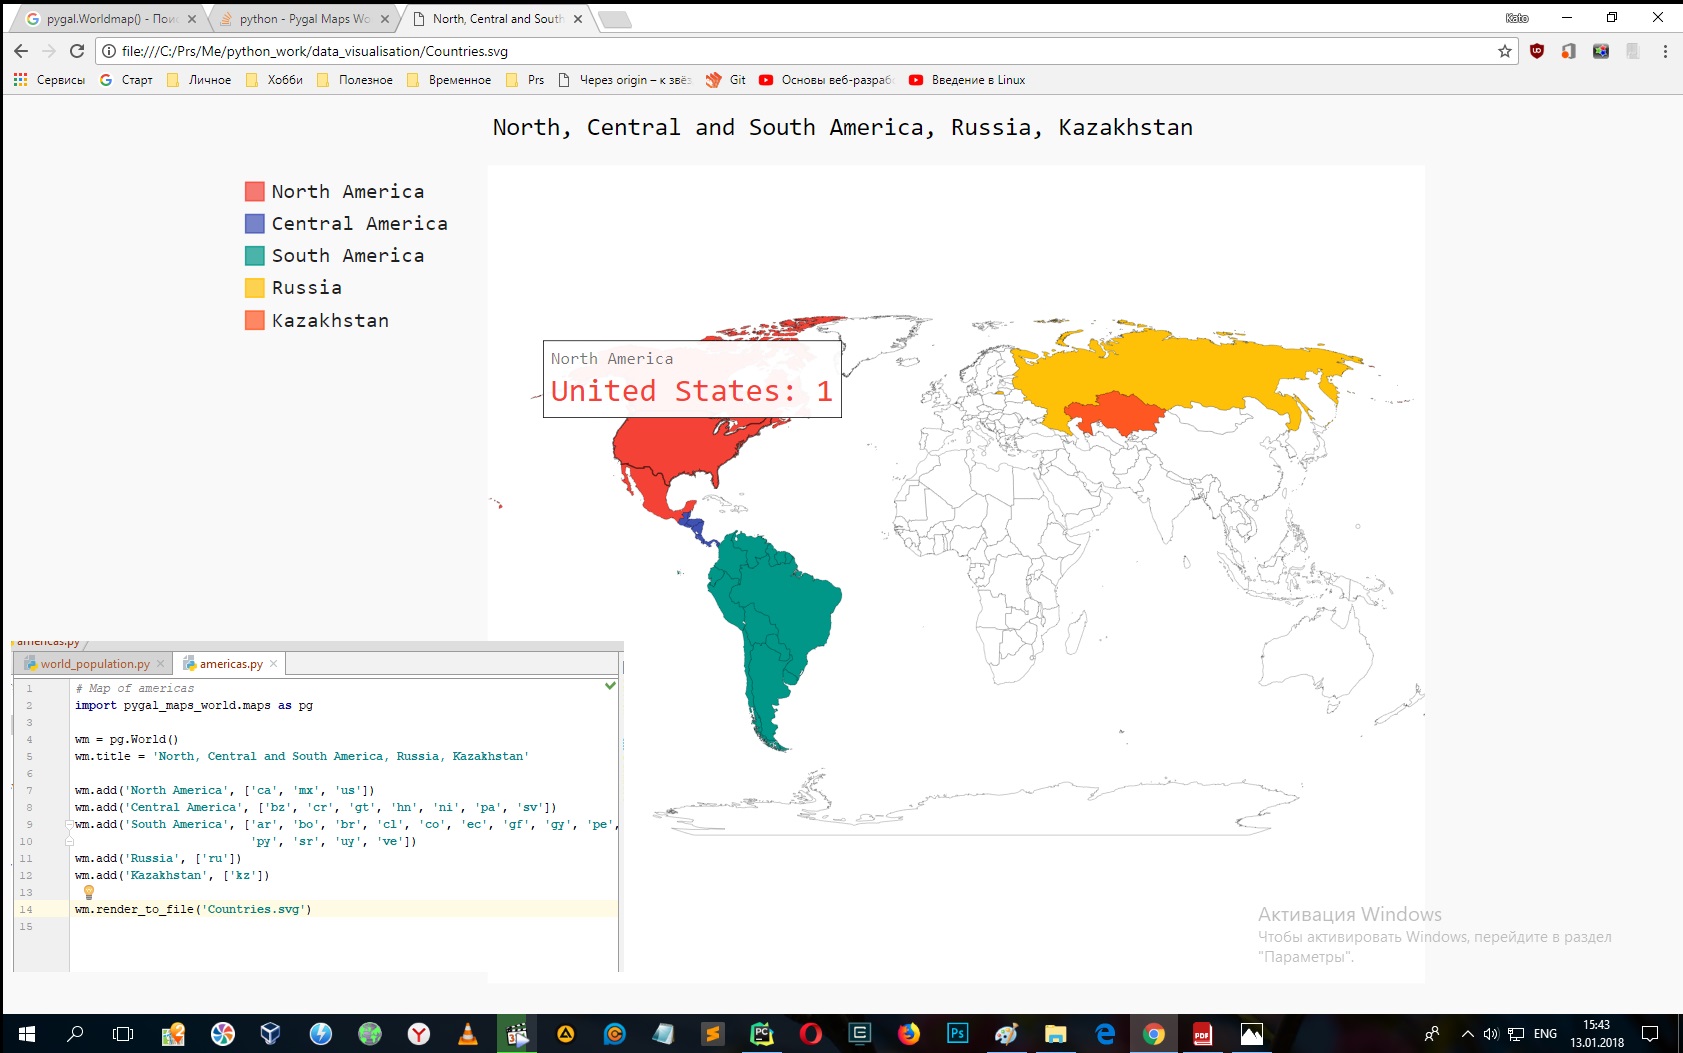 pygal.Worldmap() - Пои
python - Pygal Maps Wo
North, Central and South
Kato
file:///C:/Prs/Me/python_work/data_visualisation/Countries.svg
Сервисы Старт Личное Хобби Полезное Временное Prs Через origin – к звёз Git Основы веб-разраб Введение в Linux
North, Central and South America, Russia, Kazakhstan
North America
Central America
South America
Russia
Kazakhstan
North America
United States: 1
americas.py
world_population.py americas.py
1 # Map of americas
2 import pygal_maps_world.maps as pg
3
4 wm = pg.World()
5 wm.title = 'North, Central and South America, Russia, Kazakhstan'
6
7 wm.add('North America', ['ca', 'mx', 'us'])
8 wm.add('Central America', ['bz', 'cr', 'gt', 'hn', 'ni', 'pa', 'sv'])
9 wm.add('South America', ['ar', 'bo', 'br', 'cl', 'co', 'ec', 'gf', 'gy', 'pe',
10 'py', 'sr', 'uy', 've'])
11 wm.add('Russia', ['ru'])
12 wm.add('Kazakhstan', ['kz'])
13
14 wm.render_to_file('Countries.svg')
15
Активация Windows
Чтобы активировать Windows, перейдите в раздел
"Параметры".
ENG
15:43
13.01.2018